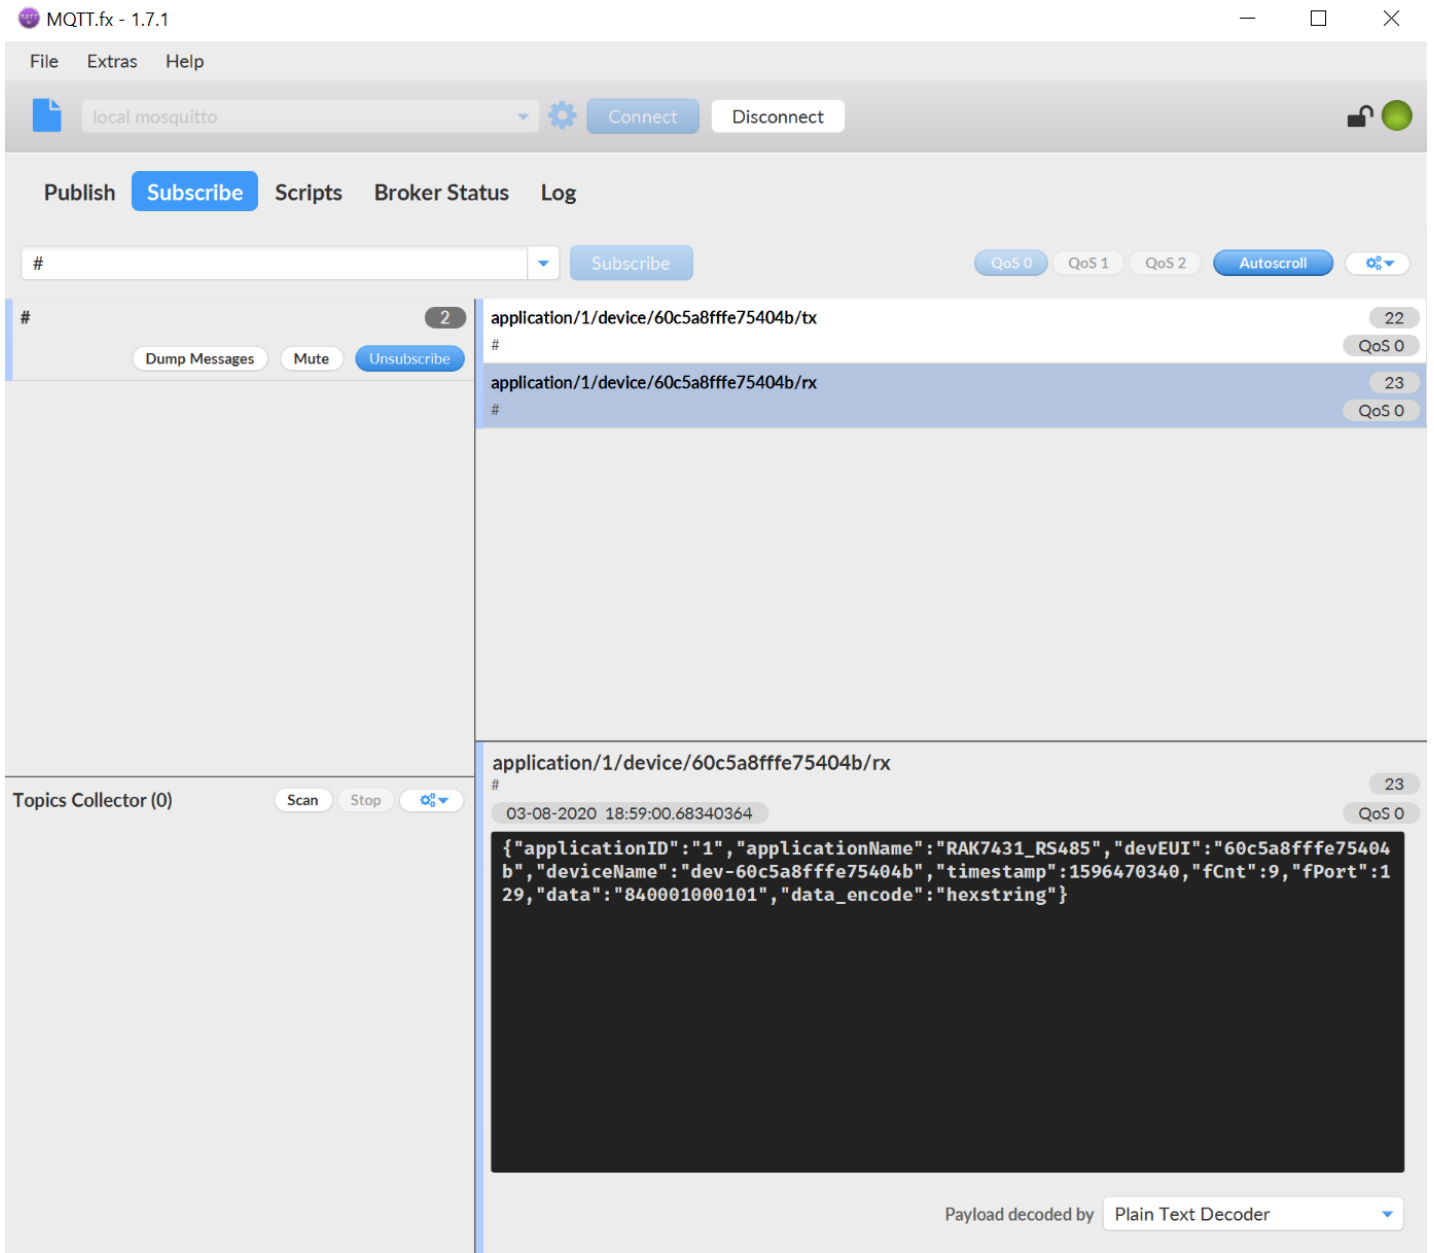 MQTT.fx - 1.7.1
File Extras Help
local mosquitto Connect Disconnect
Publish Subscribe Scripts Broker Status Log
# Subscribe QoS 0 QoS 1 QoS 2 Autoscroll
# 2
Dump Messages Mute Unsubscribe
application/1/device/60c5a8fffe75404b/tx 22
# QoS 0
application/1/device/60c5a8fffe75404b/rx 23
# QoS 0
Topics Collector (0) Scan Stop
application/1/device/60c5a8fffe75404b/rx
# 23
03-08-2020 18:59:00.68340364 QoS 0
{"applicationID":"1","applicationName":"RAK7431_RS485","devEUI":"60c5a8fffe75404
b","deviceName":"dev-60c5a8fffe75404b","timestamp":1596470340,"fCnt":9,"fPort":1
29,"data":"840001000101","data_encode":"hexstring"}
Payload decoded by Plain Text Decoder